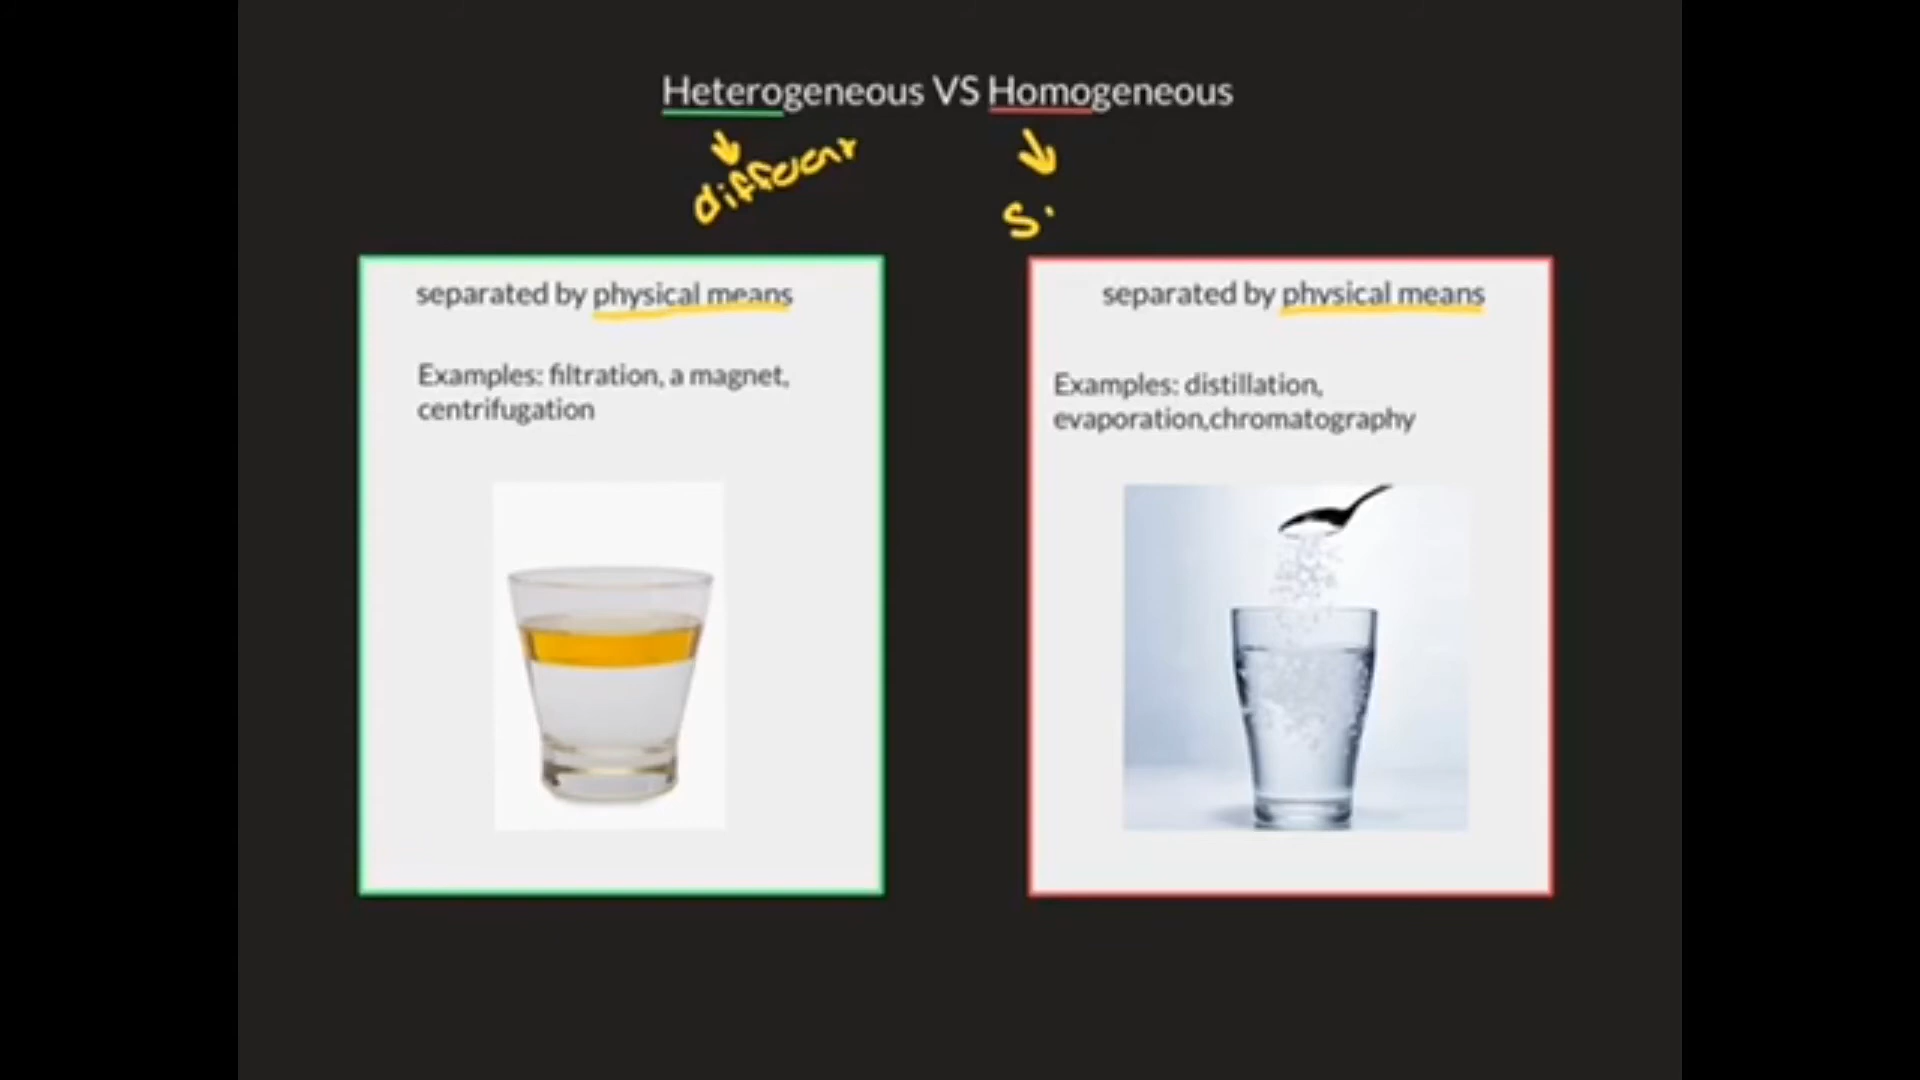 Heterogeneous VS Homogeneous
different
s
separated by physical means
Examples: filtration, a magnet,
centrifugation
separated by physical means
Examples: distillation,
evaporation,chromatography